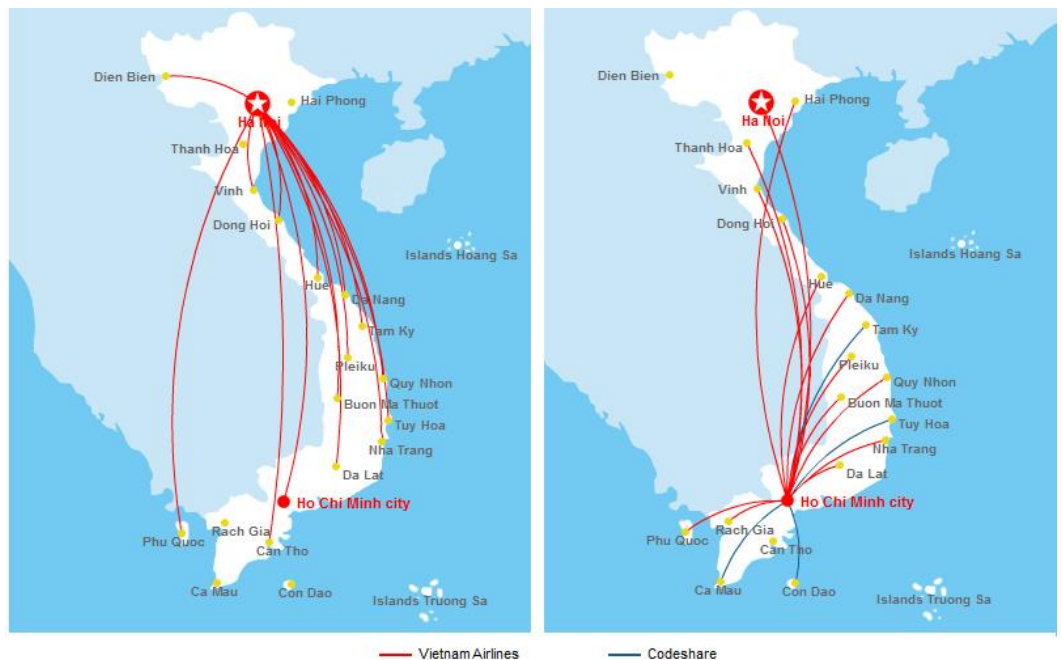 Dien Bien
Hai Phong
Ha Noi
Thanh Hoa
Vinh
Dong Hoi
Islands Hoang Sa
Hue
Da Nang
Tam Ky
Pleiku
Quy Nhon
Buon Ma Thuot
Tuy Hoa
Nha Trang
Da Lat
Ho Chi Minh city
Rach Gia
Phu Quoc
Can Tho
Ca Mau
Con Dao
Islands Truong Sa
Dien Bien
Hai Phong
Ha Noi
Thanh Hoa
Vinh
Dong Hoi
Islands Hoang Sa
Hue
Da Nang
Tam Ky
Pleiku
Quy Nhon
Buon Ma Thuot
Tuy Hoa
Nha Trang
Da Lat
Ho Chi Minh city
Rach Gia
Phu Quoc
Can Tho
Ca Mau
Con Dao
Islands Truong Sa
Vietnam Airlines
Codeshare